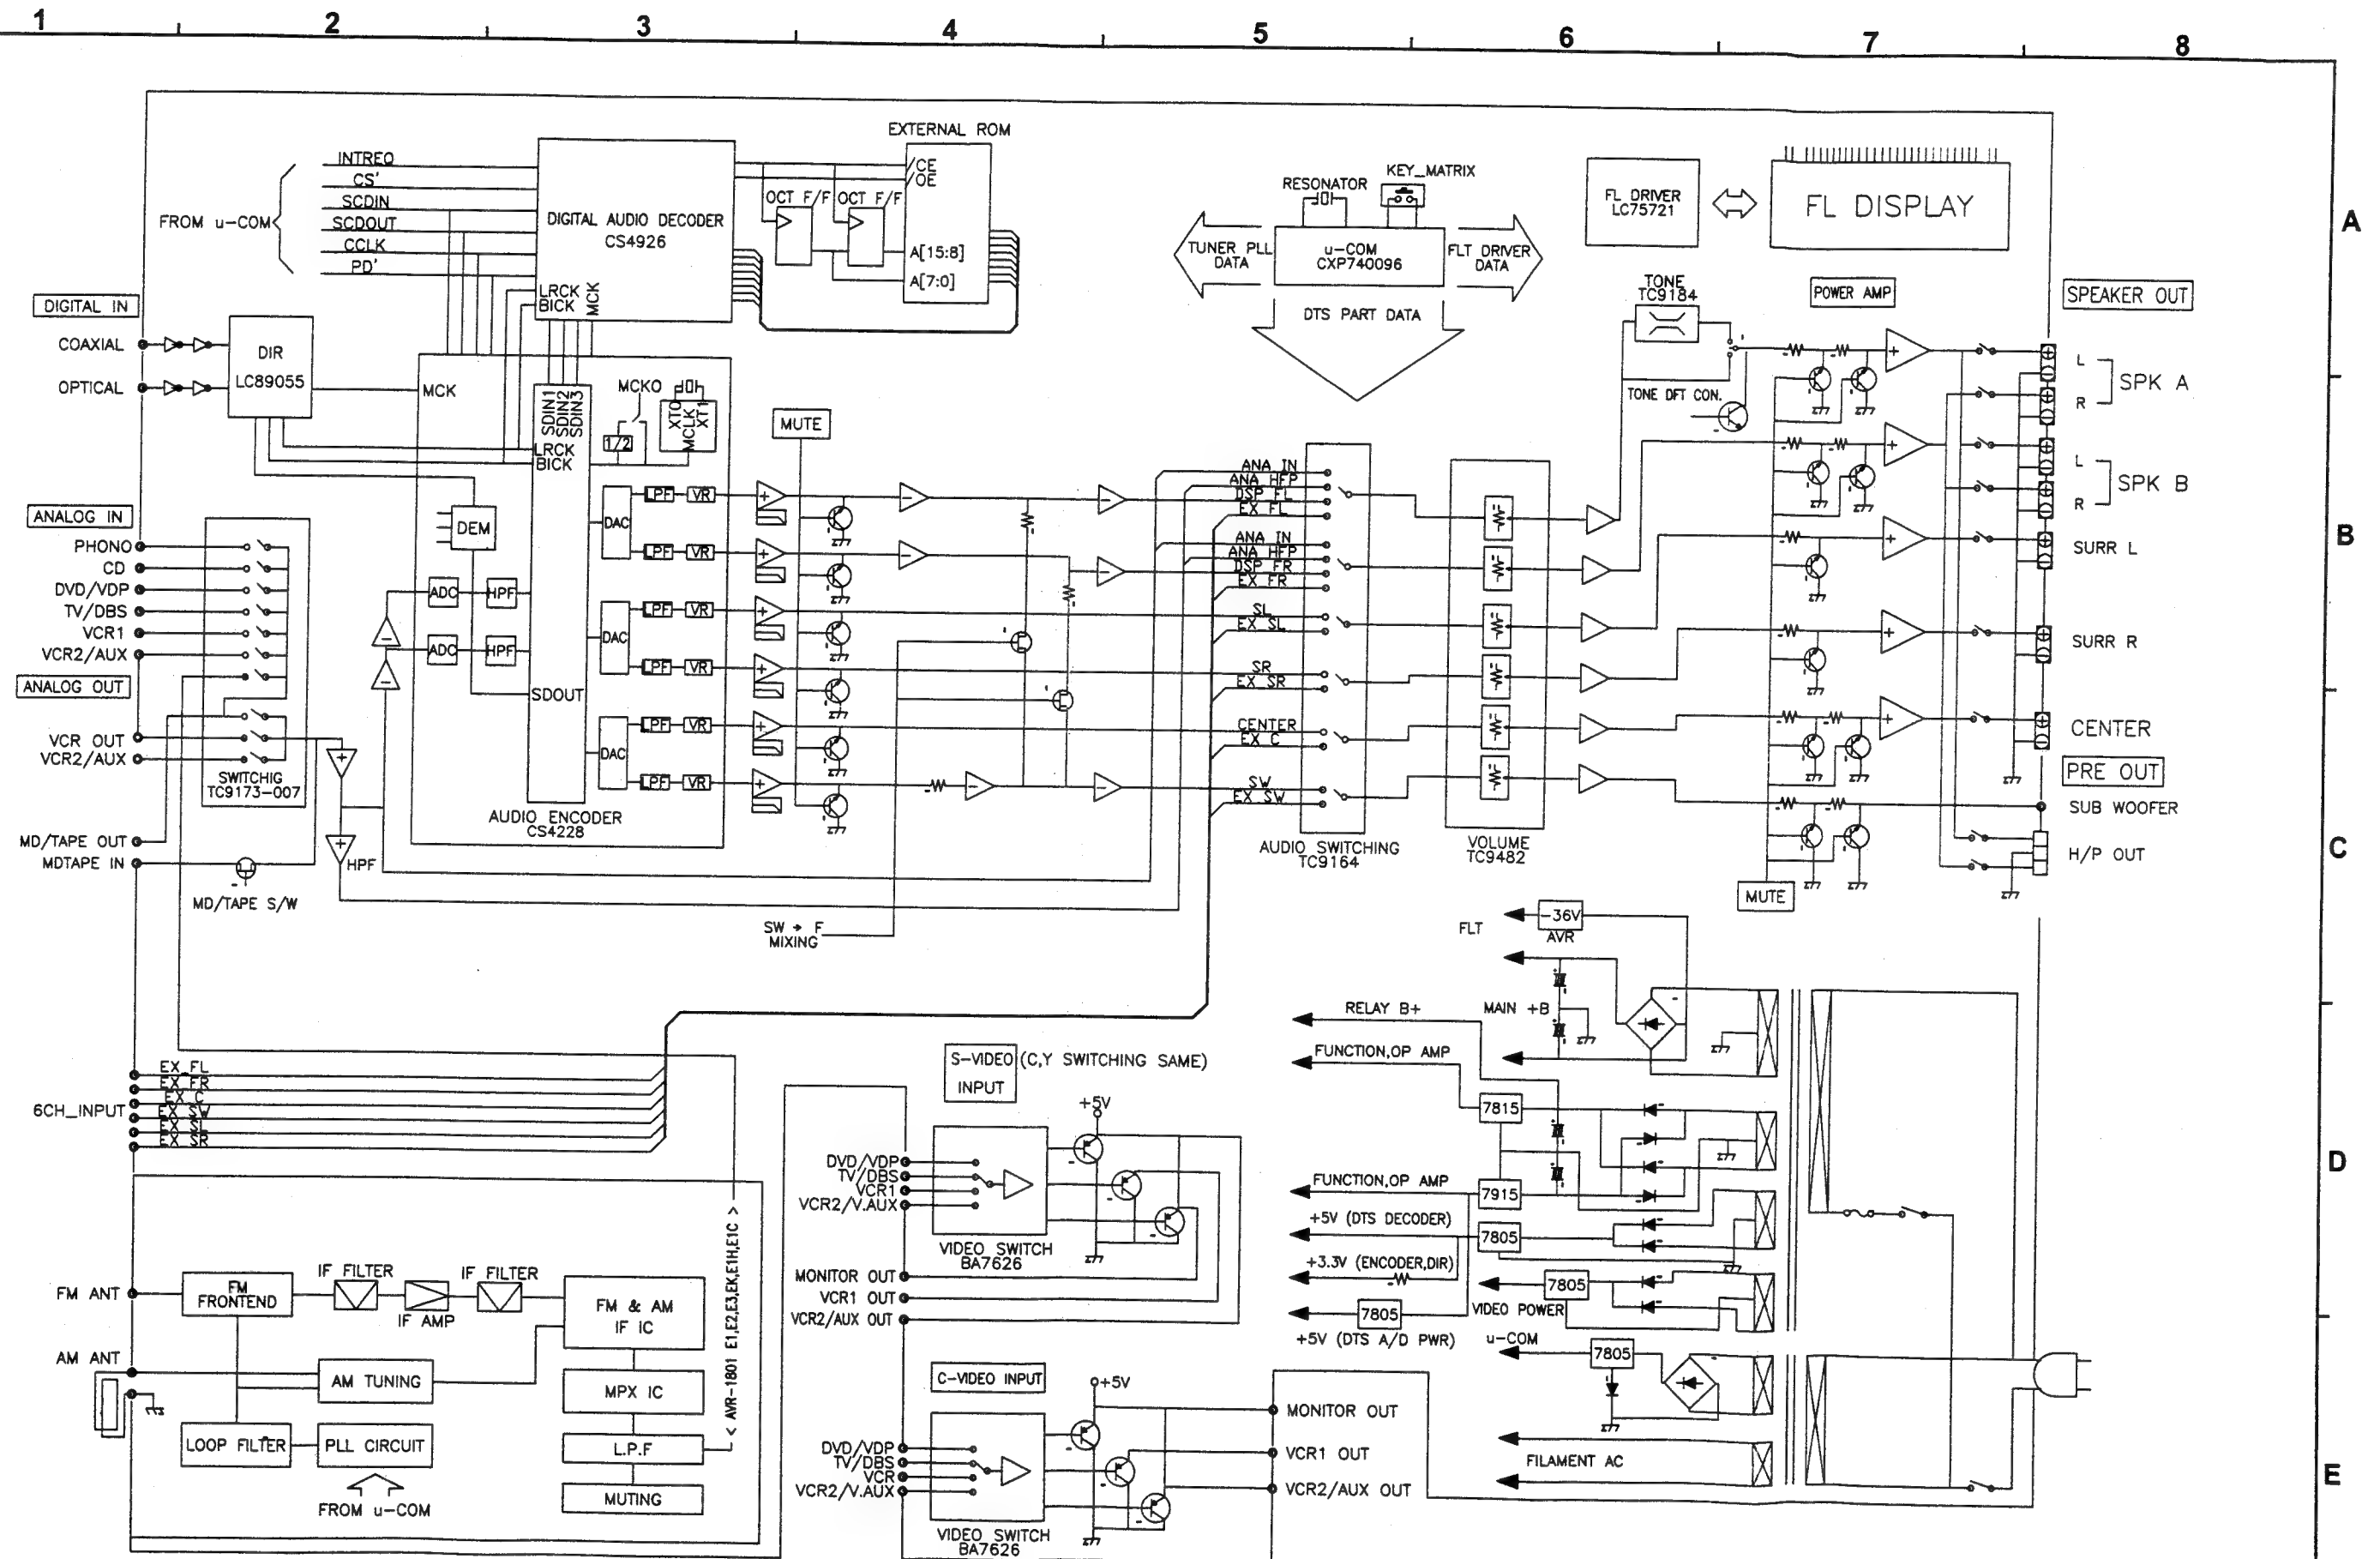 1 2 3 4 5 6 7 8
A
B
C
D
E
EXTERNAL ROM
INTREQ
CS'
SCDIN
SCDOUT
CCLK
PD'
FROM u-COM
DIGITAL AUDIO DECODER
CS4926
LRCK
BICK
MCK
OCT F/F
OCT F/F
/CE
/OE
A[15:8]
A[7:0]
RESONATOR
KEY_MATRIX
TUNER PLL
DATA
u-COM
CXP740096
FLT DRIVER
DATA
DTS PART DATA
FL DRIVER
LC75721
FL DISPLAY
TONE
TC9184
POWER AMP
SPEAKER OUT
DIGITAL IN
COAXIAL
OPTICAL
DIR
LC89055
MCK
SDIN1
SDIN2
SDIN3
MCKO
1/2
XTO
MCLK
XT1
LRCK
BICK
MUTE
TONE DFT CON.
L
R
SPK A
L
R
SPK B
SURR L
SURR R
CENTER
PRE OUT
SUB WOOFER
H/P OUT
ANALOG IN
PHONO
CD
DVD/VDP
TV/DBS
VCR1
VCR2/AUX
ANALOG OUT
VCR OUT
VCR2/AUX
SWITCHIG
TC9173-007
MD/TAPE OUT
MDTAPE IN
MD/TAPE S/W
HPF
DEM
ADC
HPF
ADC
HPF
SDOUT
DAC
LPF
VR
LPF
VR
DAC
LPF
VR
LPF
VR
DAC
LPF
VR
LPF
VR
AUDIO ENCODER
CS4228
ANA IN
ANA HFP
DSP FL
EX FL
ANA IN
ANA HFP
DSP FR
EX FR
SL
EX SL
SR
EX SR
CENTER
EX C
SW
EX SW
AUDIO SWITCHING
TC9164
VOLUME
TC9482
MUTE
SW → F
MIXING
FLT
-36V
AVR
RELAY B+
MAIN +B
FUNCTION,OP AMP
7815
FUNCTION,OP AMP
7915
+5V (DTS DECODER)
7805
+3.3V (ENCODER,DIR)
7805
VIDEO POWER
7805
+5V (DTS A/D PWR)
u-COM
7805
FILAMENT AC
6CH_INPUT
EX_FL
EX FR
EX C
EX SW
EX SL
EX SR
S-VIDEO
INPUT
(C,Y SWITCHING SAME)
+5V
DVD/VDP
TV/DBS
VCR1
VCR2/V.AUX
VIDEO SWITCH
BA7626
MONITOR OUT
VCR1 OUT
VCR2/AUX OUT
C-VIDEO INPUT
+5V
DVD/VDP
TV/DBS
VCR
VCR2/V.AUX
VIDEO SWITCH
BA7626
MONITOR OUT
VCR1 OUT
VCR2/AUX OUT
FM ANT
FM
FRONTEND
IF FILTER
IF AMP
IF FILTER
FM & AM
IF IC
AM ANT
AM TUNING
MPX IC
LOOP FILTER
PLL CIRCUIT
L.P.F
MUTING
FROM u-COM
< AVR-1801 E1,E2,E3,EK,E1H,E1C >